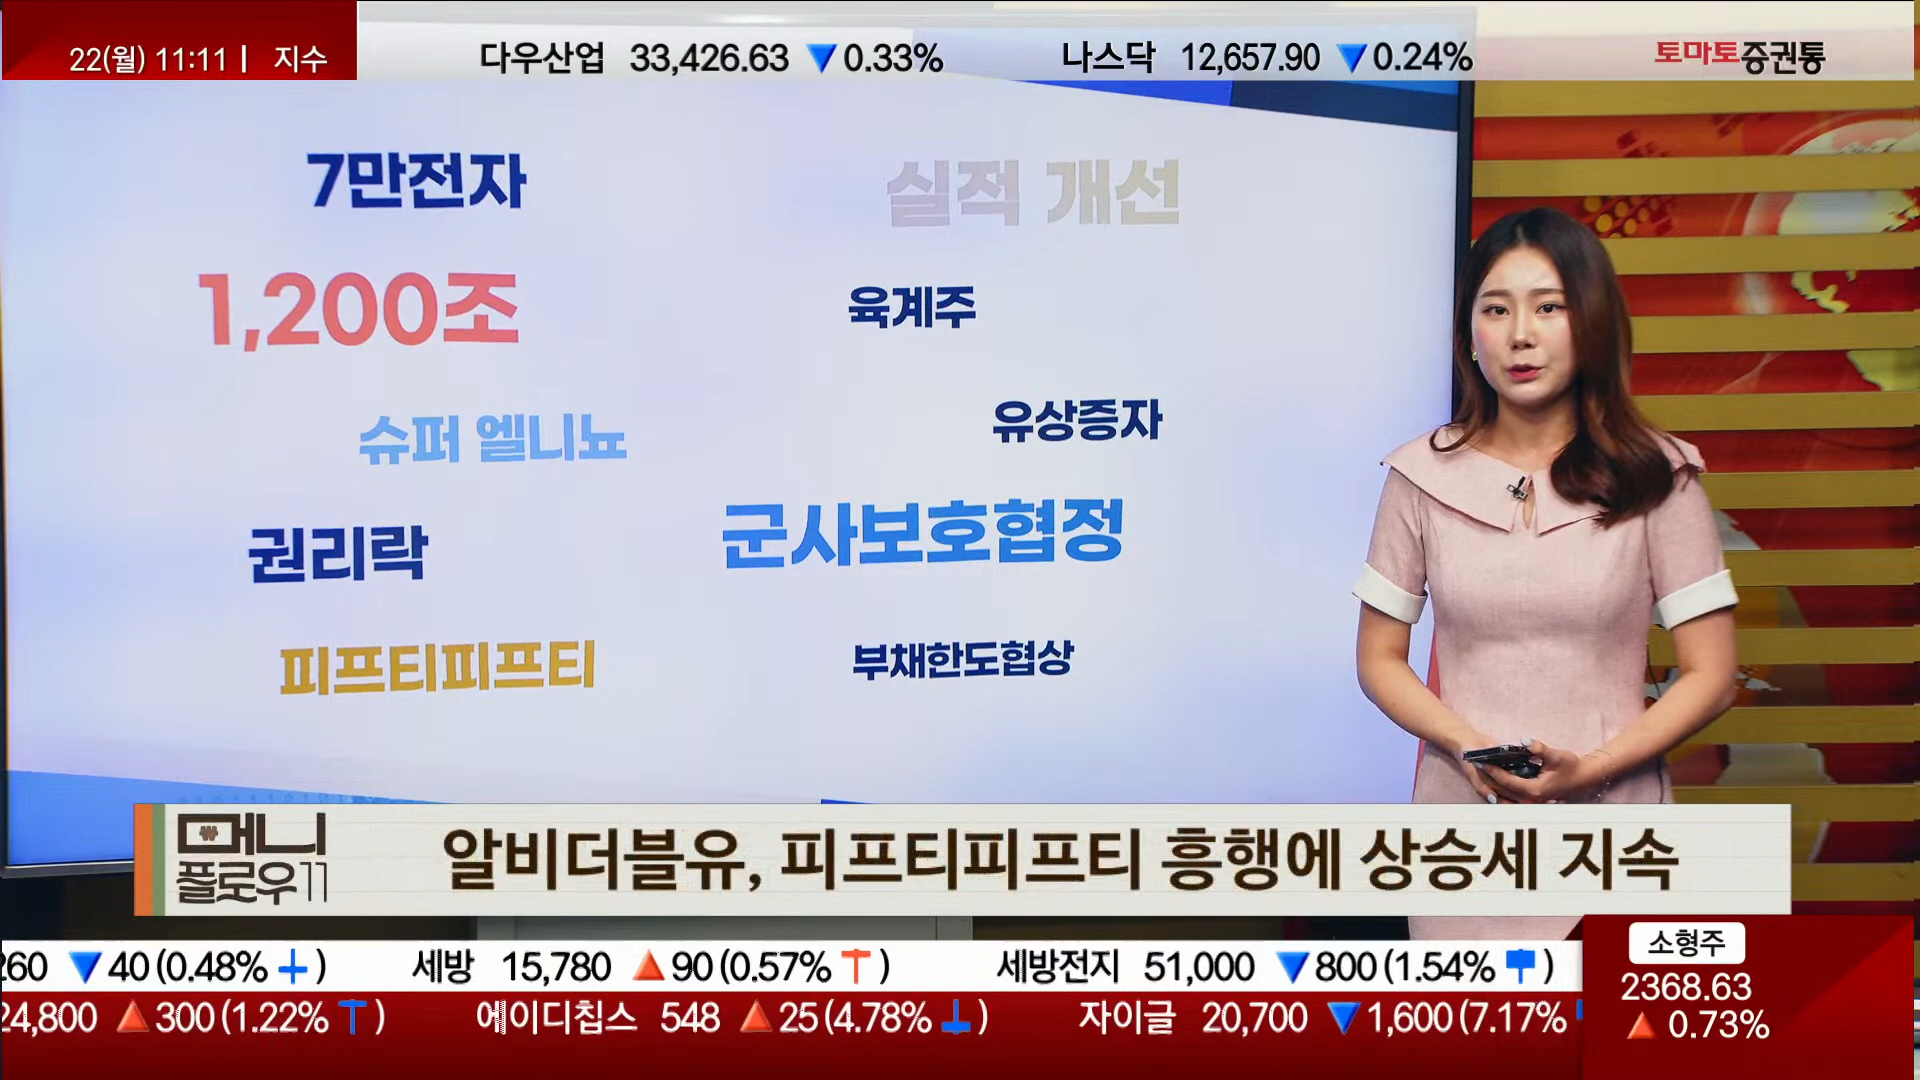 22(월) 11:11 | 지수 다우산업 33,426.63 ▼0.33% 나스닥 12,657.90 ▼0.24% 토마토증권통
7만전자
실적 개선
1,200조
육계주
슈퍼 엘니뇨
유상증자
권리락
군사보호협정
피프티피프티
부채한도협상
머니
플로우11
알비더블유, 피프티피프티 흥행에 상승세 지속
260 ▼40(0.48%) 세방 15,780 ▲90(0.57%) 세방전지 51,000 ▼800(1.54%)
24,800 ▲300(1.22%) 에이디칩스 548 ▲25(4.78%) 자이글 20,700 ▼1,600(7.17%
소형주
2368.63
▲ 0.73%